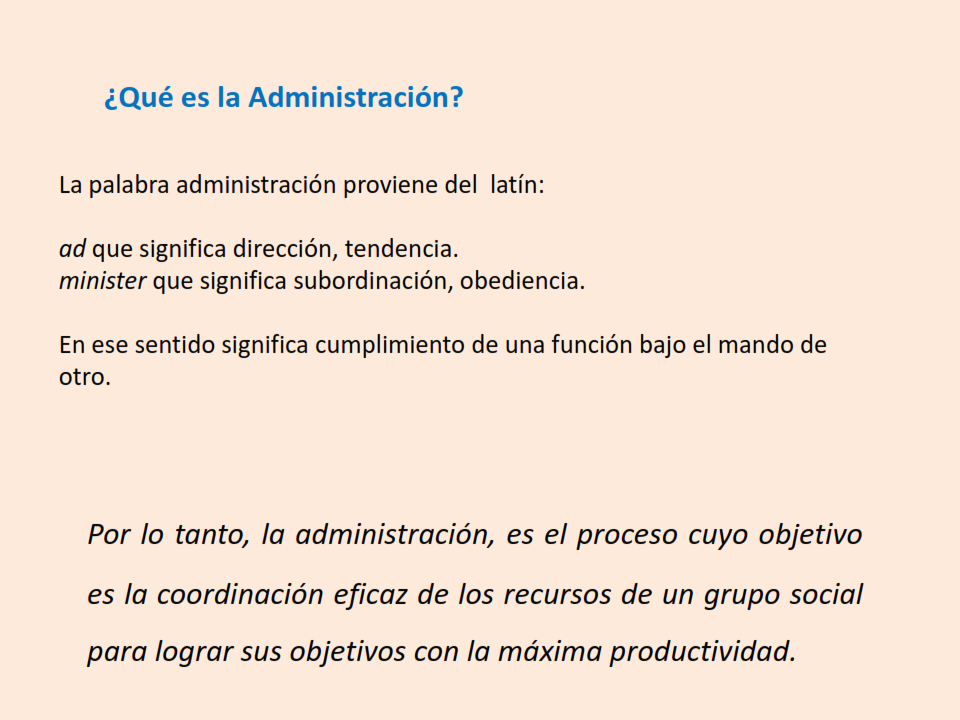 ¿Qué es la Administración?
La palabra administración proviene del  latín:
ad que significa dirección, tendencia.
minister que significa subordinación, obediencia.
En ese sentido significa cumplimiento de una función bajo el mando de
otro.
Por lo tanto, la administración, es el proceso cuyo objetivo
es la coordinación eficaz de los recursos de un grupo social
para lograr sus objetivos con la máxima productividad.